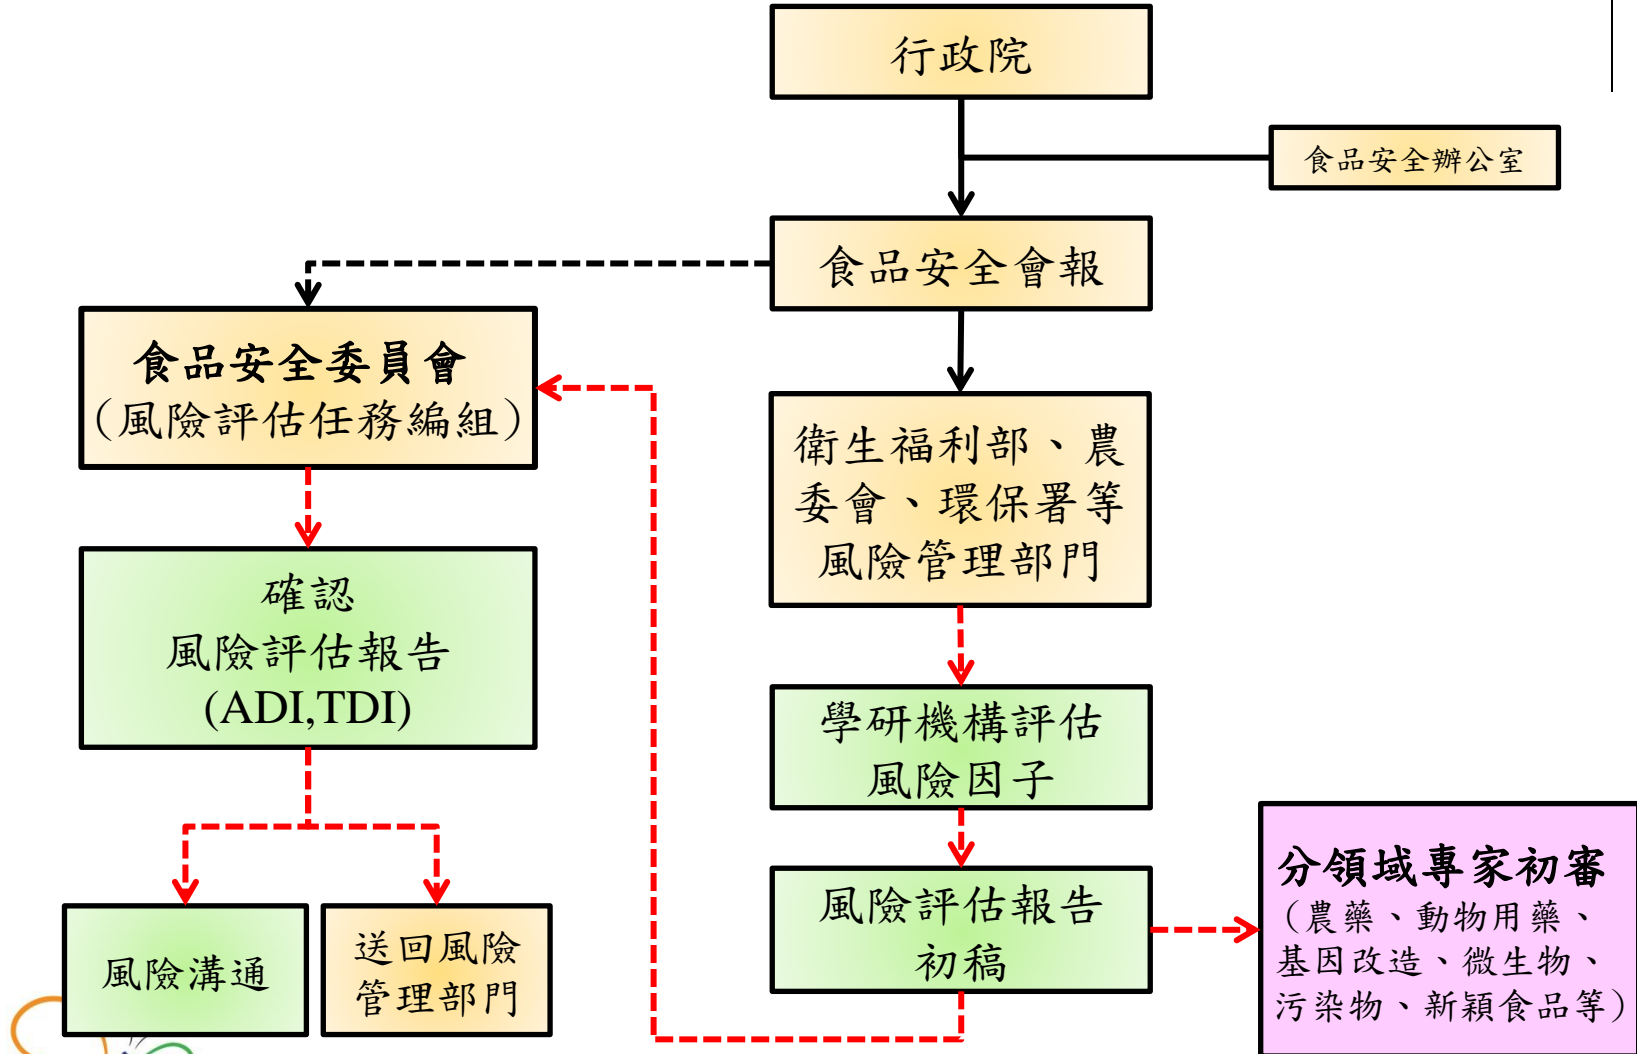 行政院
食品安全辦公室
食品安全會報
食品安全委員會
（風險評估任務編組）
衛生福利部、農
委會、環保署等
風險管理部門
確認
風險評估報告
(ADI,TDI)
學研機構評估
風險因子
風險評估報告
初稿
分領域專家初審
（農藥、動物用藥、
基因改造、微生物、
污染物、新穎食品等）
風險溝通
送回風險
管理部門